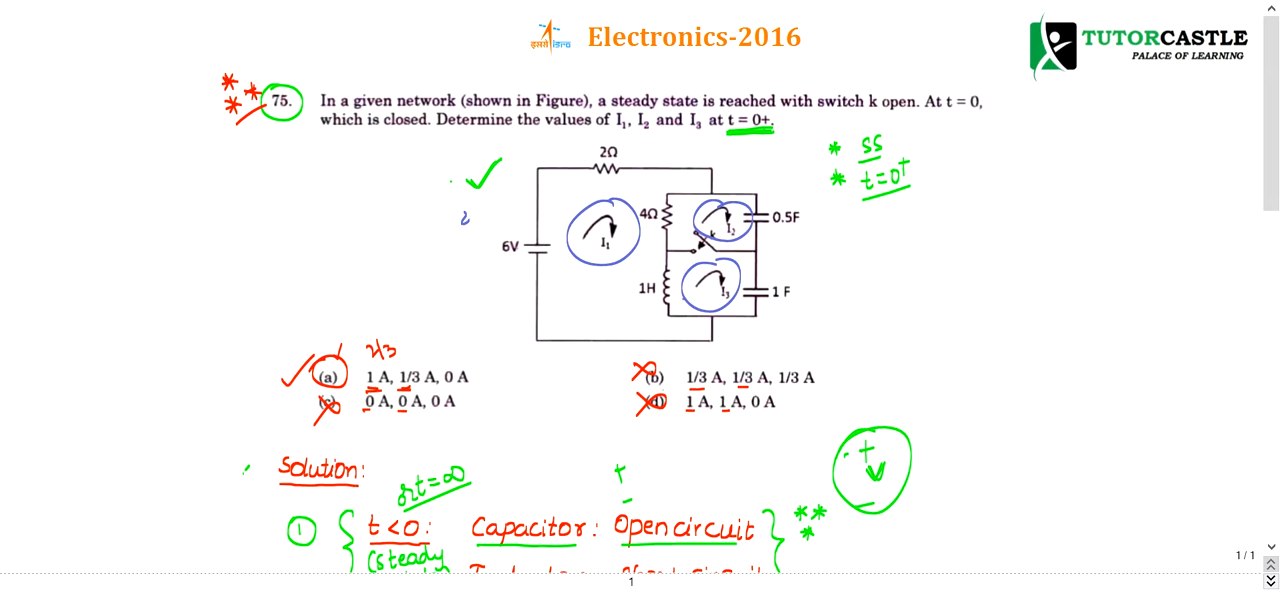 इसरो isro Electronics-2016
TUTORCASTLE
PALACE OF LEARNING
75. In a given network (shown in Figure), a steady state is reached with switch k open. At t = 0,
which is closed. Determine the values of I₁, I₂ and I₃ at t = 0+.
* SS
* t=0⁺
2Ω
4Ω
0.5F
I₂
k
I₁
6V
1H
I₃
1 F
2/3
(a) 1 A, 1/3 A, 0 A
(b) 1/3 A, 1/3 A, 1/3 A
(c) 0 A, 0 A, 0 A
(d) 1 A, 1 A, 0 A
Solution:
at t=∞
+
-
+
-
① { t<0: Capacitor: Open circuit } ***
(steady
1 / 1
1